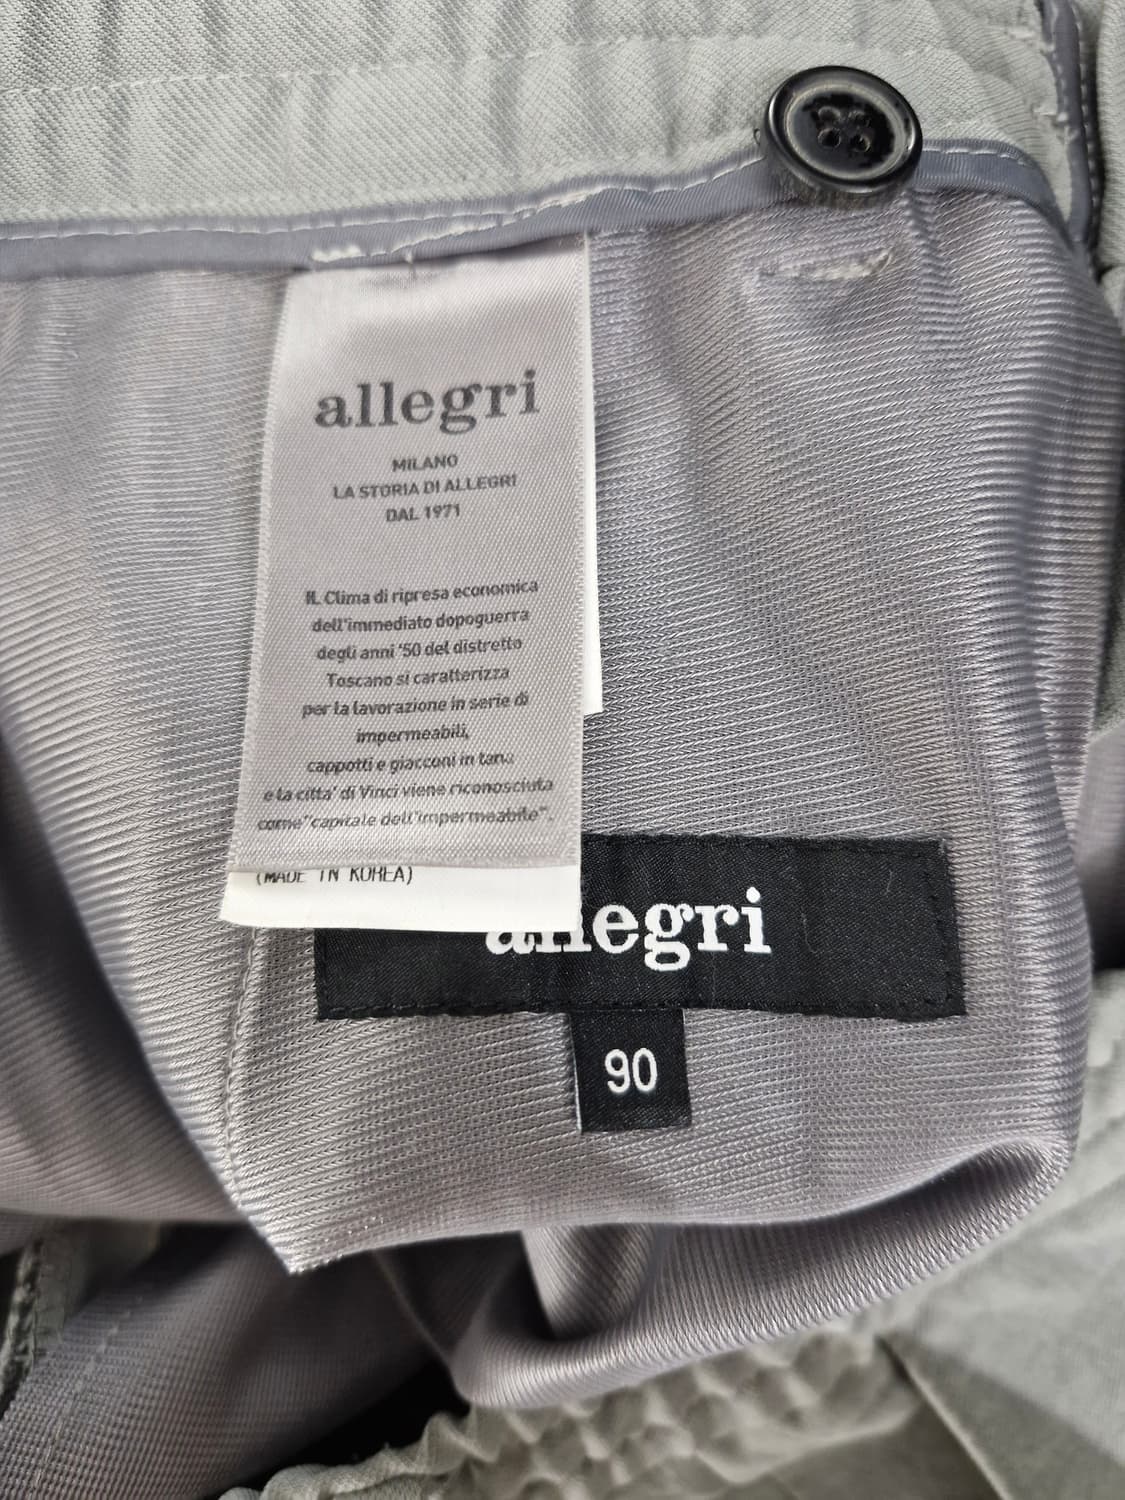 allegri
MILANO
LA STORIA DI ALLEGRI
DAL 1971
IL Clima di ripresa economica
dell'immediato dopoguerra
degli anni '50 del distretto
Toscano si caratterizza
per la lavorazione in serie di
impermeabili,
cappotti e giacconi in tana
e la citta' di Vinci viene riconosciuta
come "capitale dell'impermeabile".
(MADE IN KOREA)
allegri
90